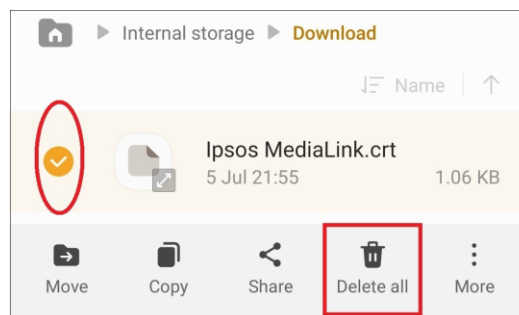 Internal storage Download
Name
Ipsos MediaLink.crt
5 Jul 21:55 1.06 KB
Move Copy Share Delete all More